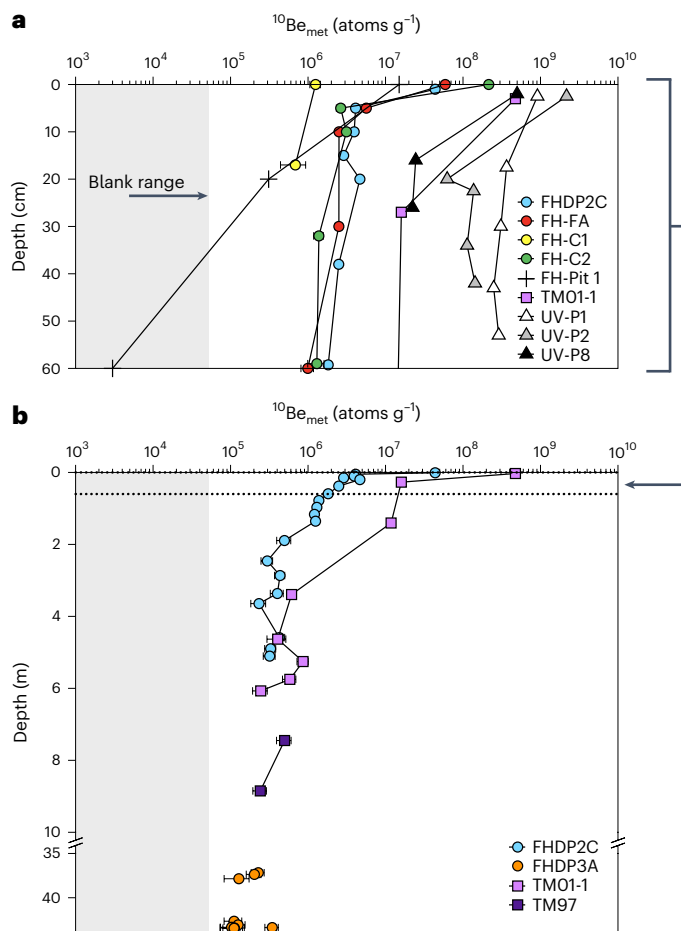 a
¹⁰Beₘₑₜ (atoms g⁻¹)
10³ 10⁴ 10⁵ 10⁶ 10⁷ 10⁸ 10⁹ 10¹⁰
0
10
20
30
40
50
60
Depth (cm)
Blank range
FHDP2C
FH-FA
FH-C1
FH-C2
FH-Pit 1
TM01-1
UV-P1
UV-P2
UV-P8
b
¹⁰Beₘₑₜ (atoms g⁻¹)
10³ 10⁴ 10⁵ 10⁶ 10⁷ 10⁸ 10⁹ 10¹⁰
0
2
4
6
8
10
35
40
Depth (m)
FHDP2C
FHDP3A
TM01-1
TM97